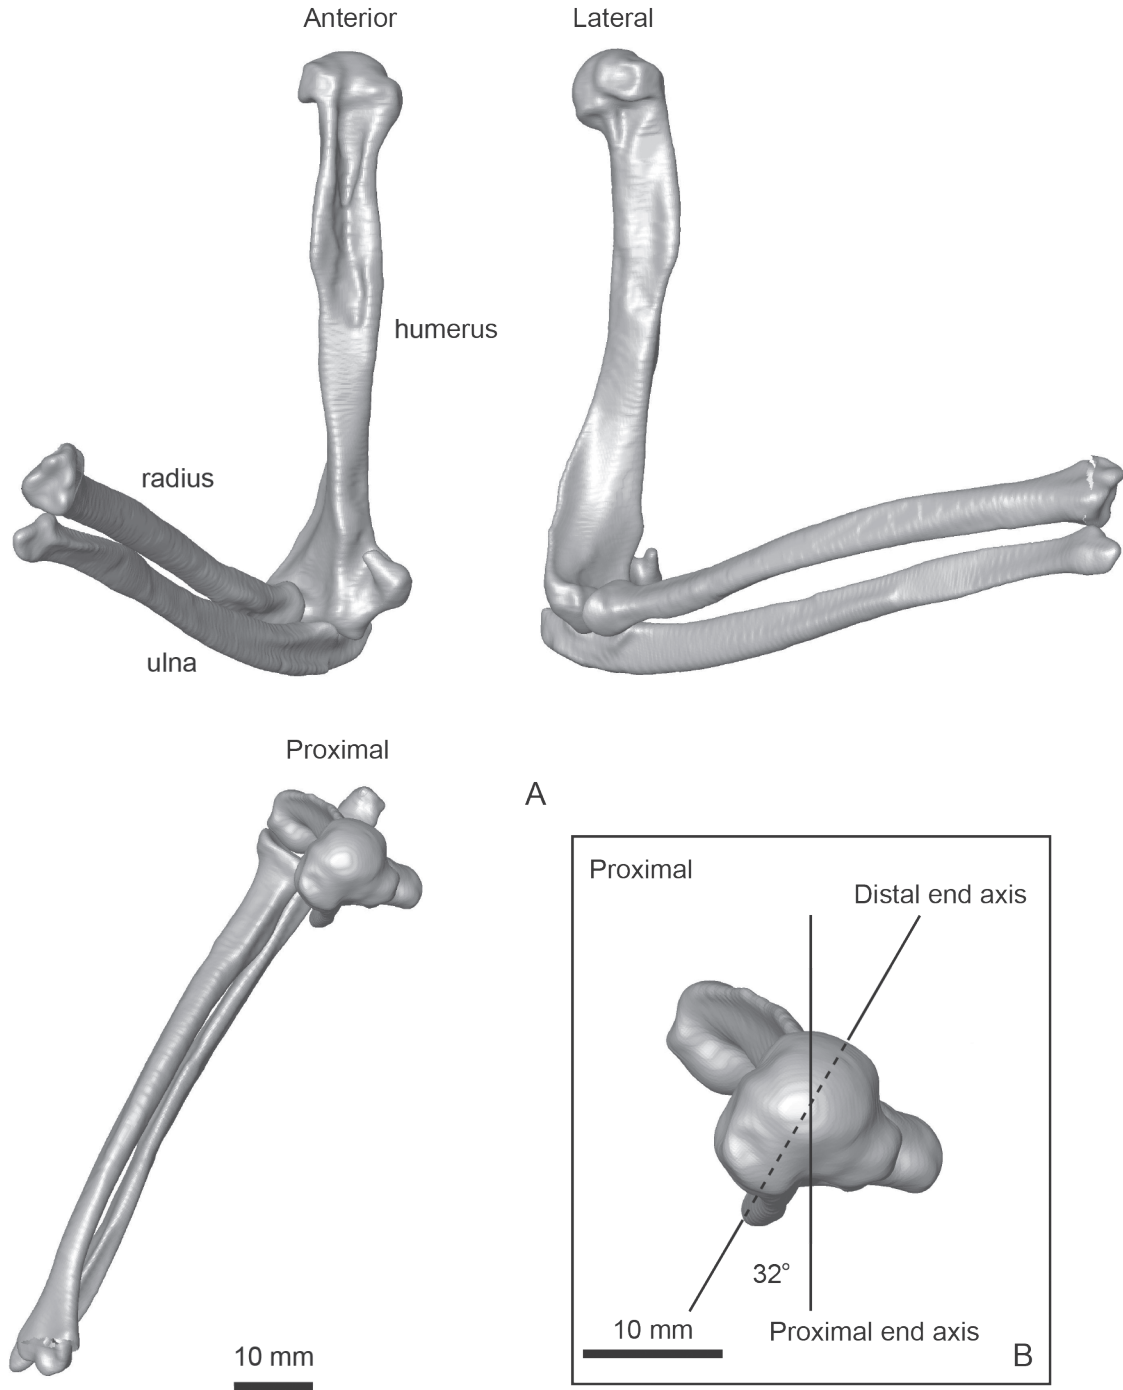 Anterior
Lateral
humerus
radius
ulna
Proximal
A
10 mm
Proximal
Distal end axis
32°
10 mm
Proximal end axis
B